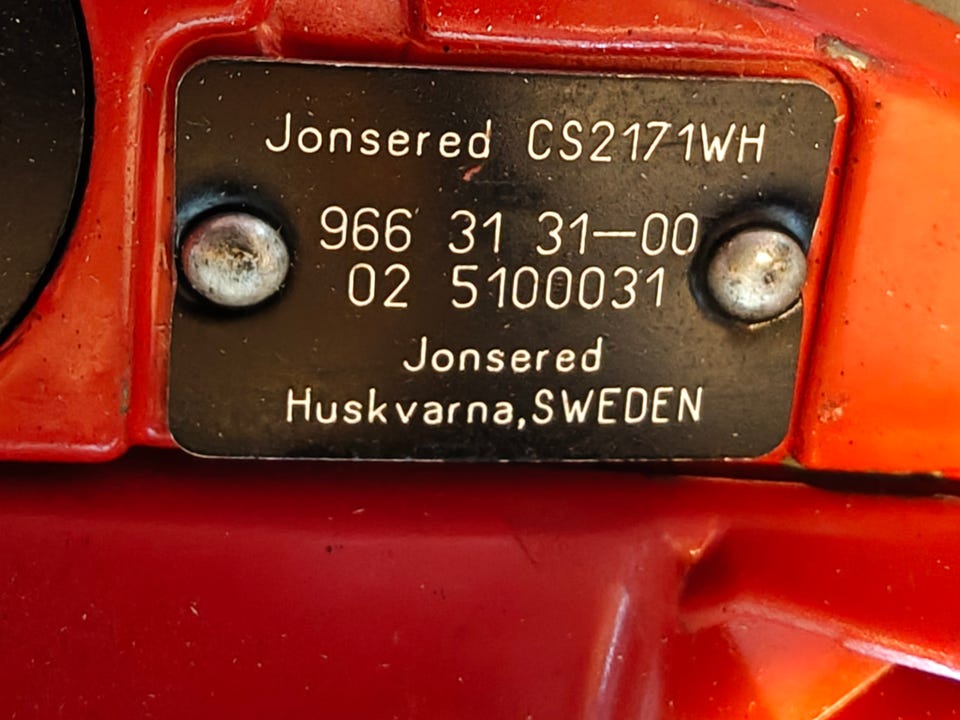 Jonsered CS2171WH
966 31 31-00
02 5100031
Jonsered
Huskvarna,SWEDEN